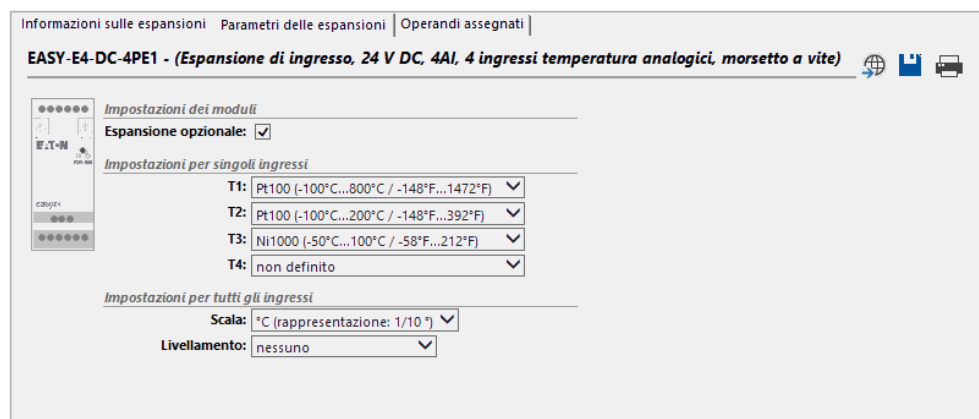 Informazioni sulle espansioni Parametri delle espansioni Operandi assegnati
EASY-E4-DC-4PE1 - (Espansione di ingresso, 24 V DC, 4AI, 4 ingressi temperatura analogici, morsetto a vite)
Impostazioni dei moduli
Espansione opzionale:
Impostazioni per singoli ingressi
T1: Pt100 (-100°C...800°C / -148°F...1472°F)
T2: Pt100 (-100°C...200°C / -148°F...392°F)
T3: Ni1000 (-50°C...100°C / -58°F...212°F)
T4: non definito
Impostazioni per tutti gli ingressi
Scala: °C (rappresentazione: 1/10 °)
Livellamento: nessuno
E.T.N